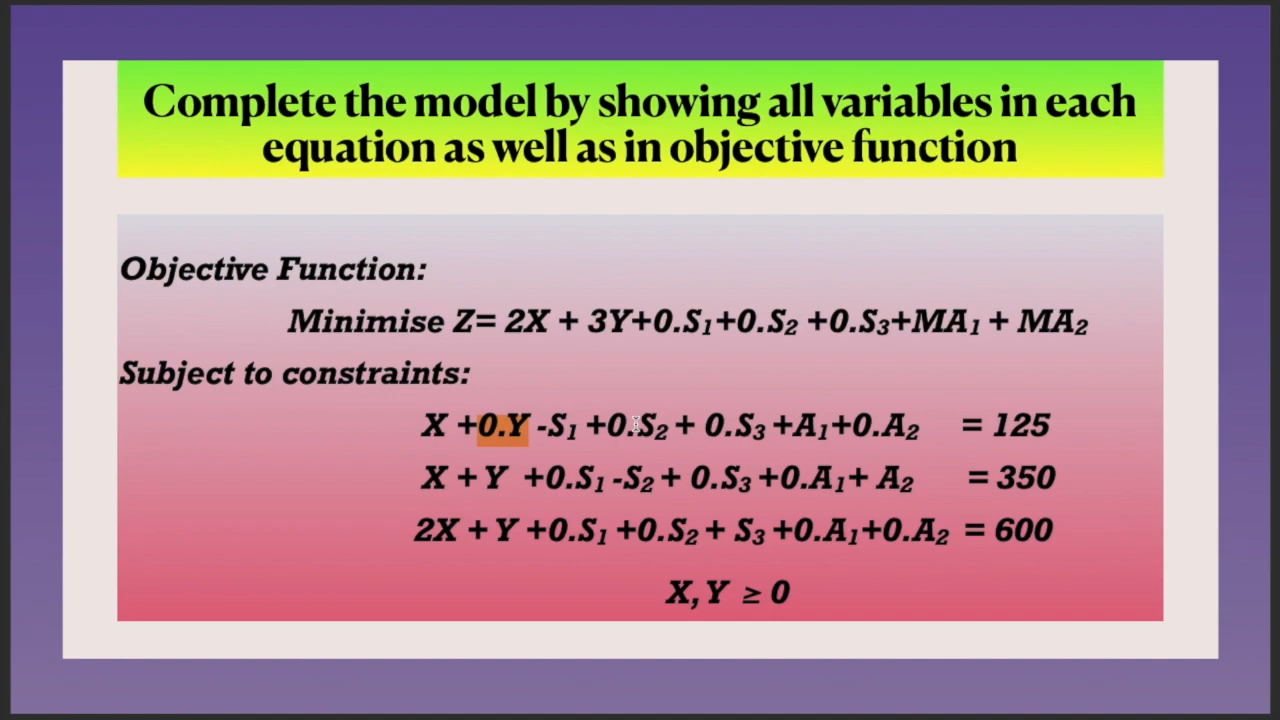 Complete the model by showing all variables in each
equation as well as in objective function
Objective Function:
Minimise Z= 2X + 3Y+0.S₁+0.S₂ +0.S₃+MA₁ + MA₂
Subject to constraints:
X +0.Y -S₁ +0.S₂ + 0.S₃ +A₁+0.A₂ = 125
X + Y +0.S₁ -S₂ + 0.S₃ +0.A₁+ A₂ = 350
2X + Y +0.S₁ +0.S₂ + S₃ +0.A₁+0.A₂ = 600
X, Y ≥ 0